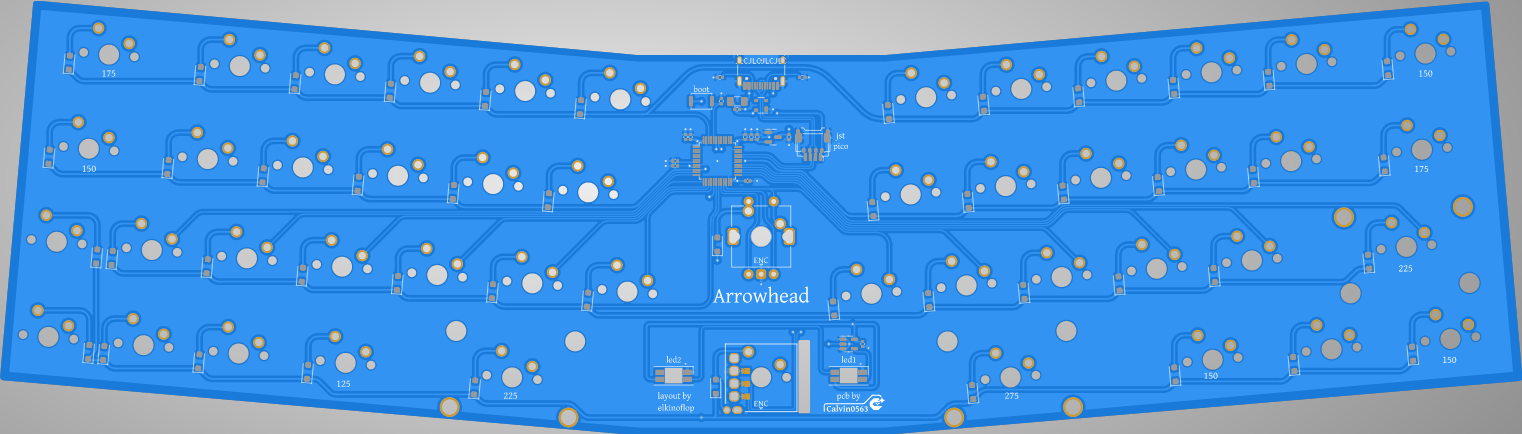 175
150
boot
jst
pico
150
175
225
ENC
Arrowhead
led2
led1
125
225
layout by
elkinoflop
ENC
pcb by
Calvin0563
275
150
150